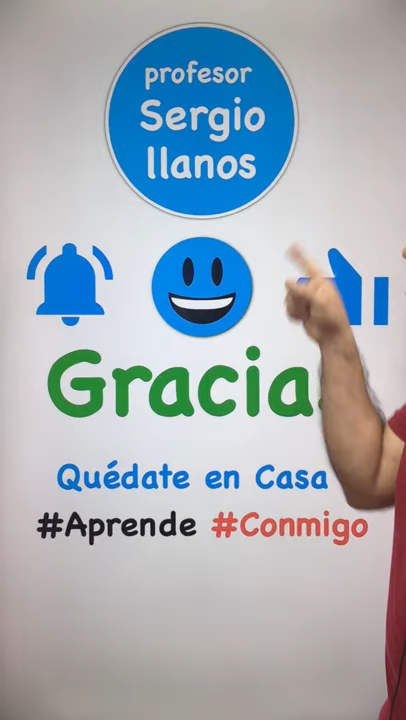 profesor
Sergio
llanos
Gracia
Quédate en Casa
#Aprende #Conmigo